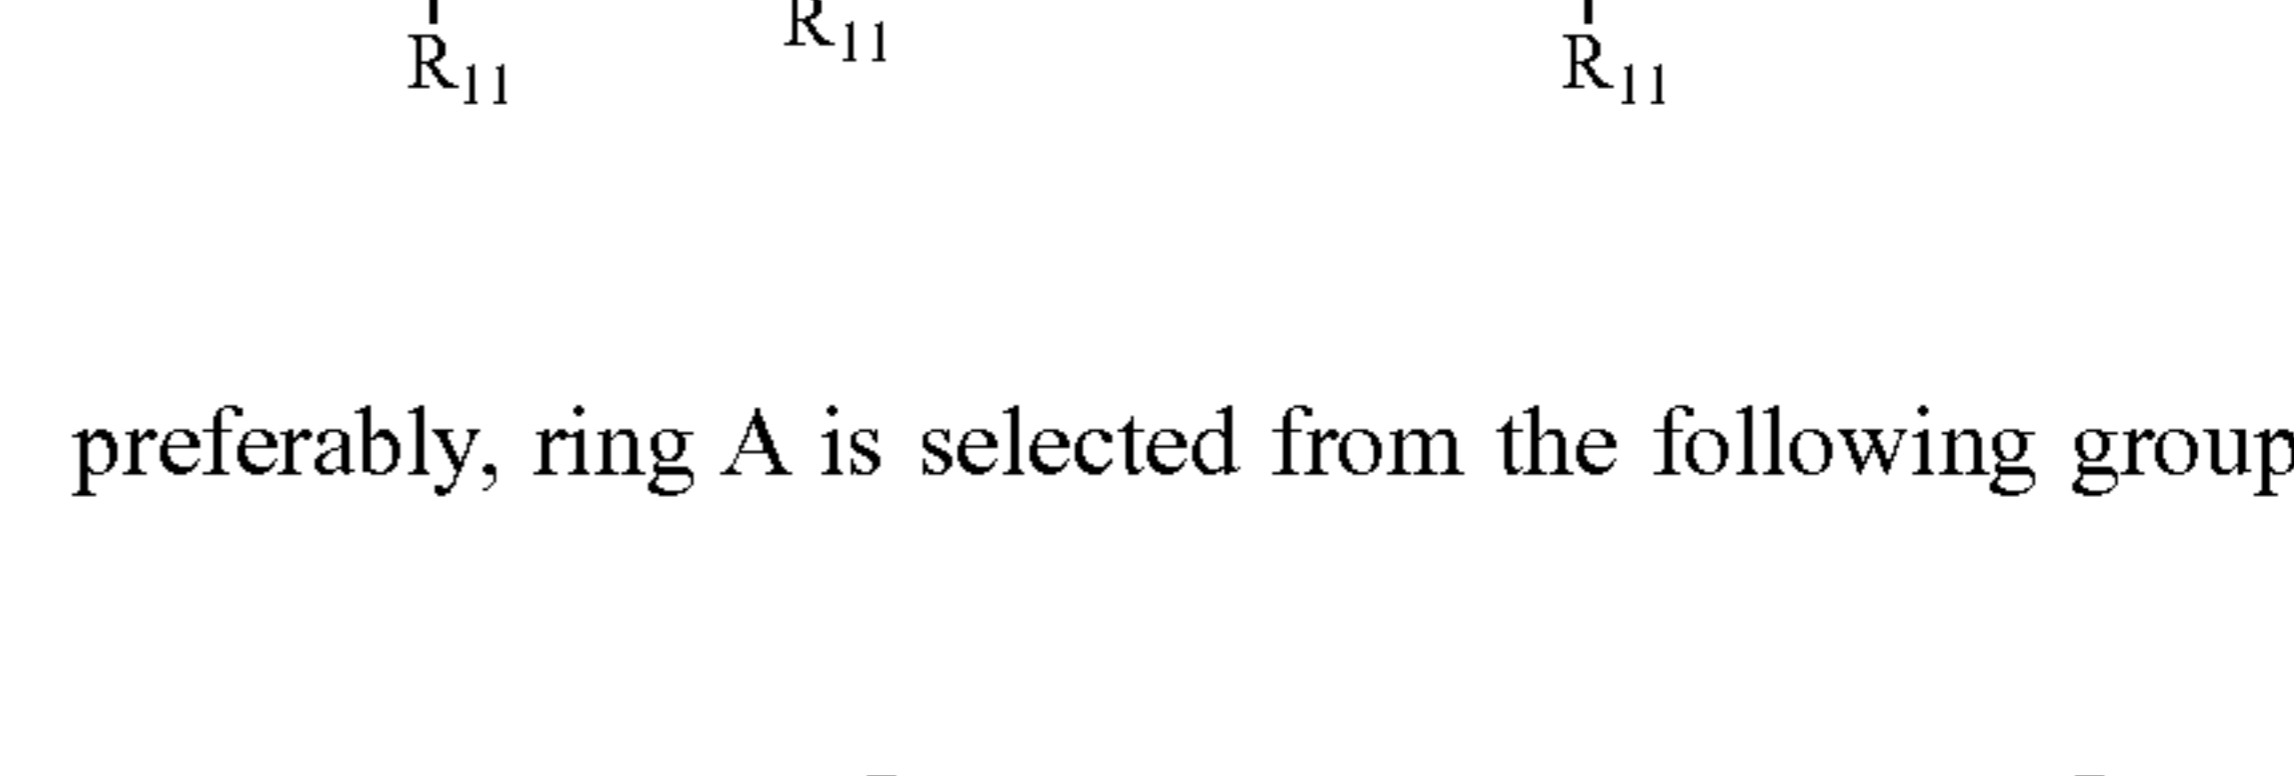 R11 R11 R11
preferably, ring A is selected from the following group